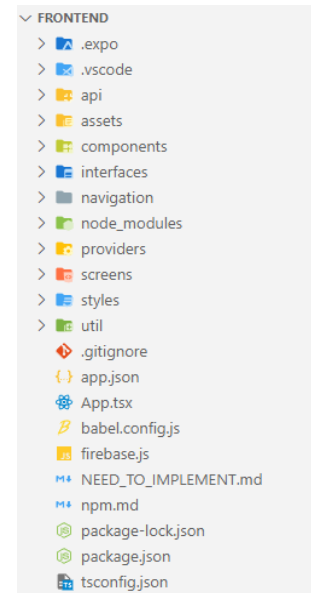 FRONTEND
.expo
.vscode
api
assets
components
interfaces
navigation
node_modules
providers
screens
styles
util
.gitignore
app.json
App.tsx
babel.config.js
firebase.js
NEED_TO_IMPLEMENT.md
npm.md
package-lock.json
package.json
tsconfig.json